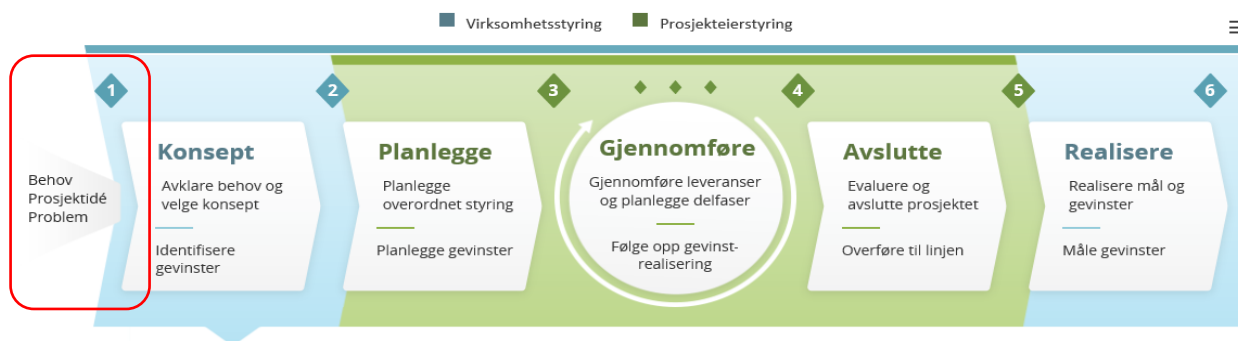 Virksomhetsstyring
Prosjekteierstyring
1
2
3
4
5
6
Behov
Prosjektidé
Problem
Konsept
Avklare behov og
velge konsept
Identifisere
gevinster
Planlegge
Planlegge
overordnet styring
Planlegge gevinster
Gjennomføre
Gjennomføre leveranser
og planlegge delfaser
Følge opp gevinst-
realisering
Avslutte
Evaluere og
avslutte prosjektet
Overføre til linjen
Realisere
Realisere mål og
gevinster
Måle gevinster